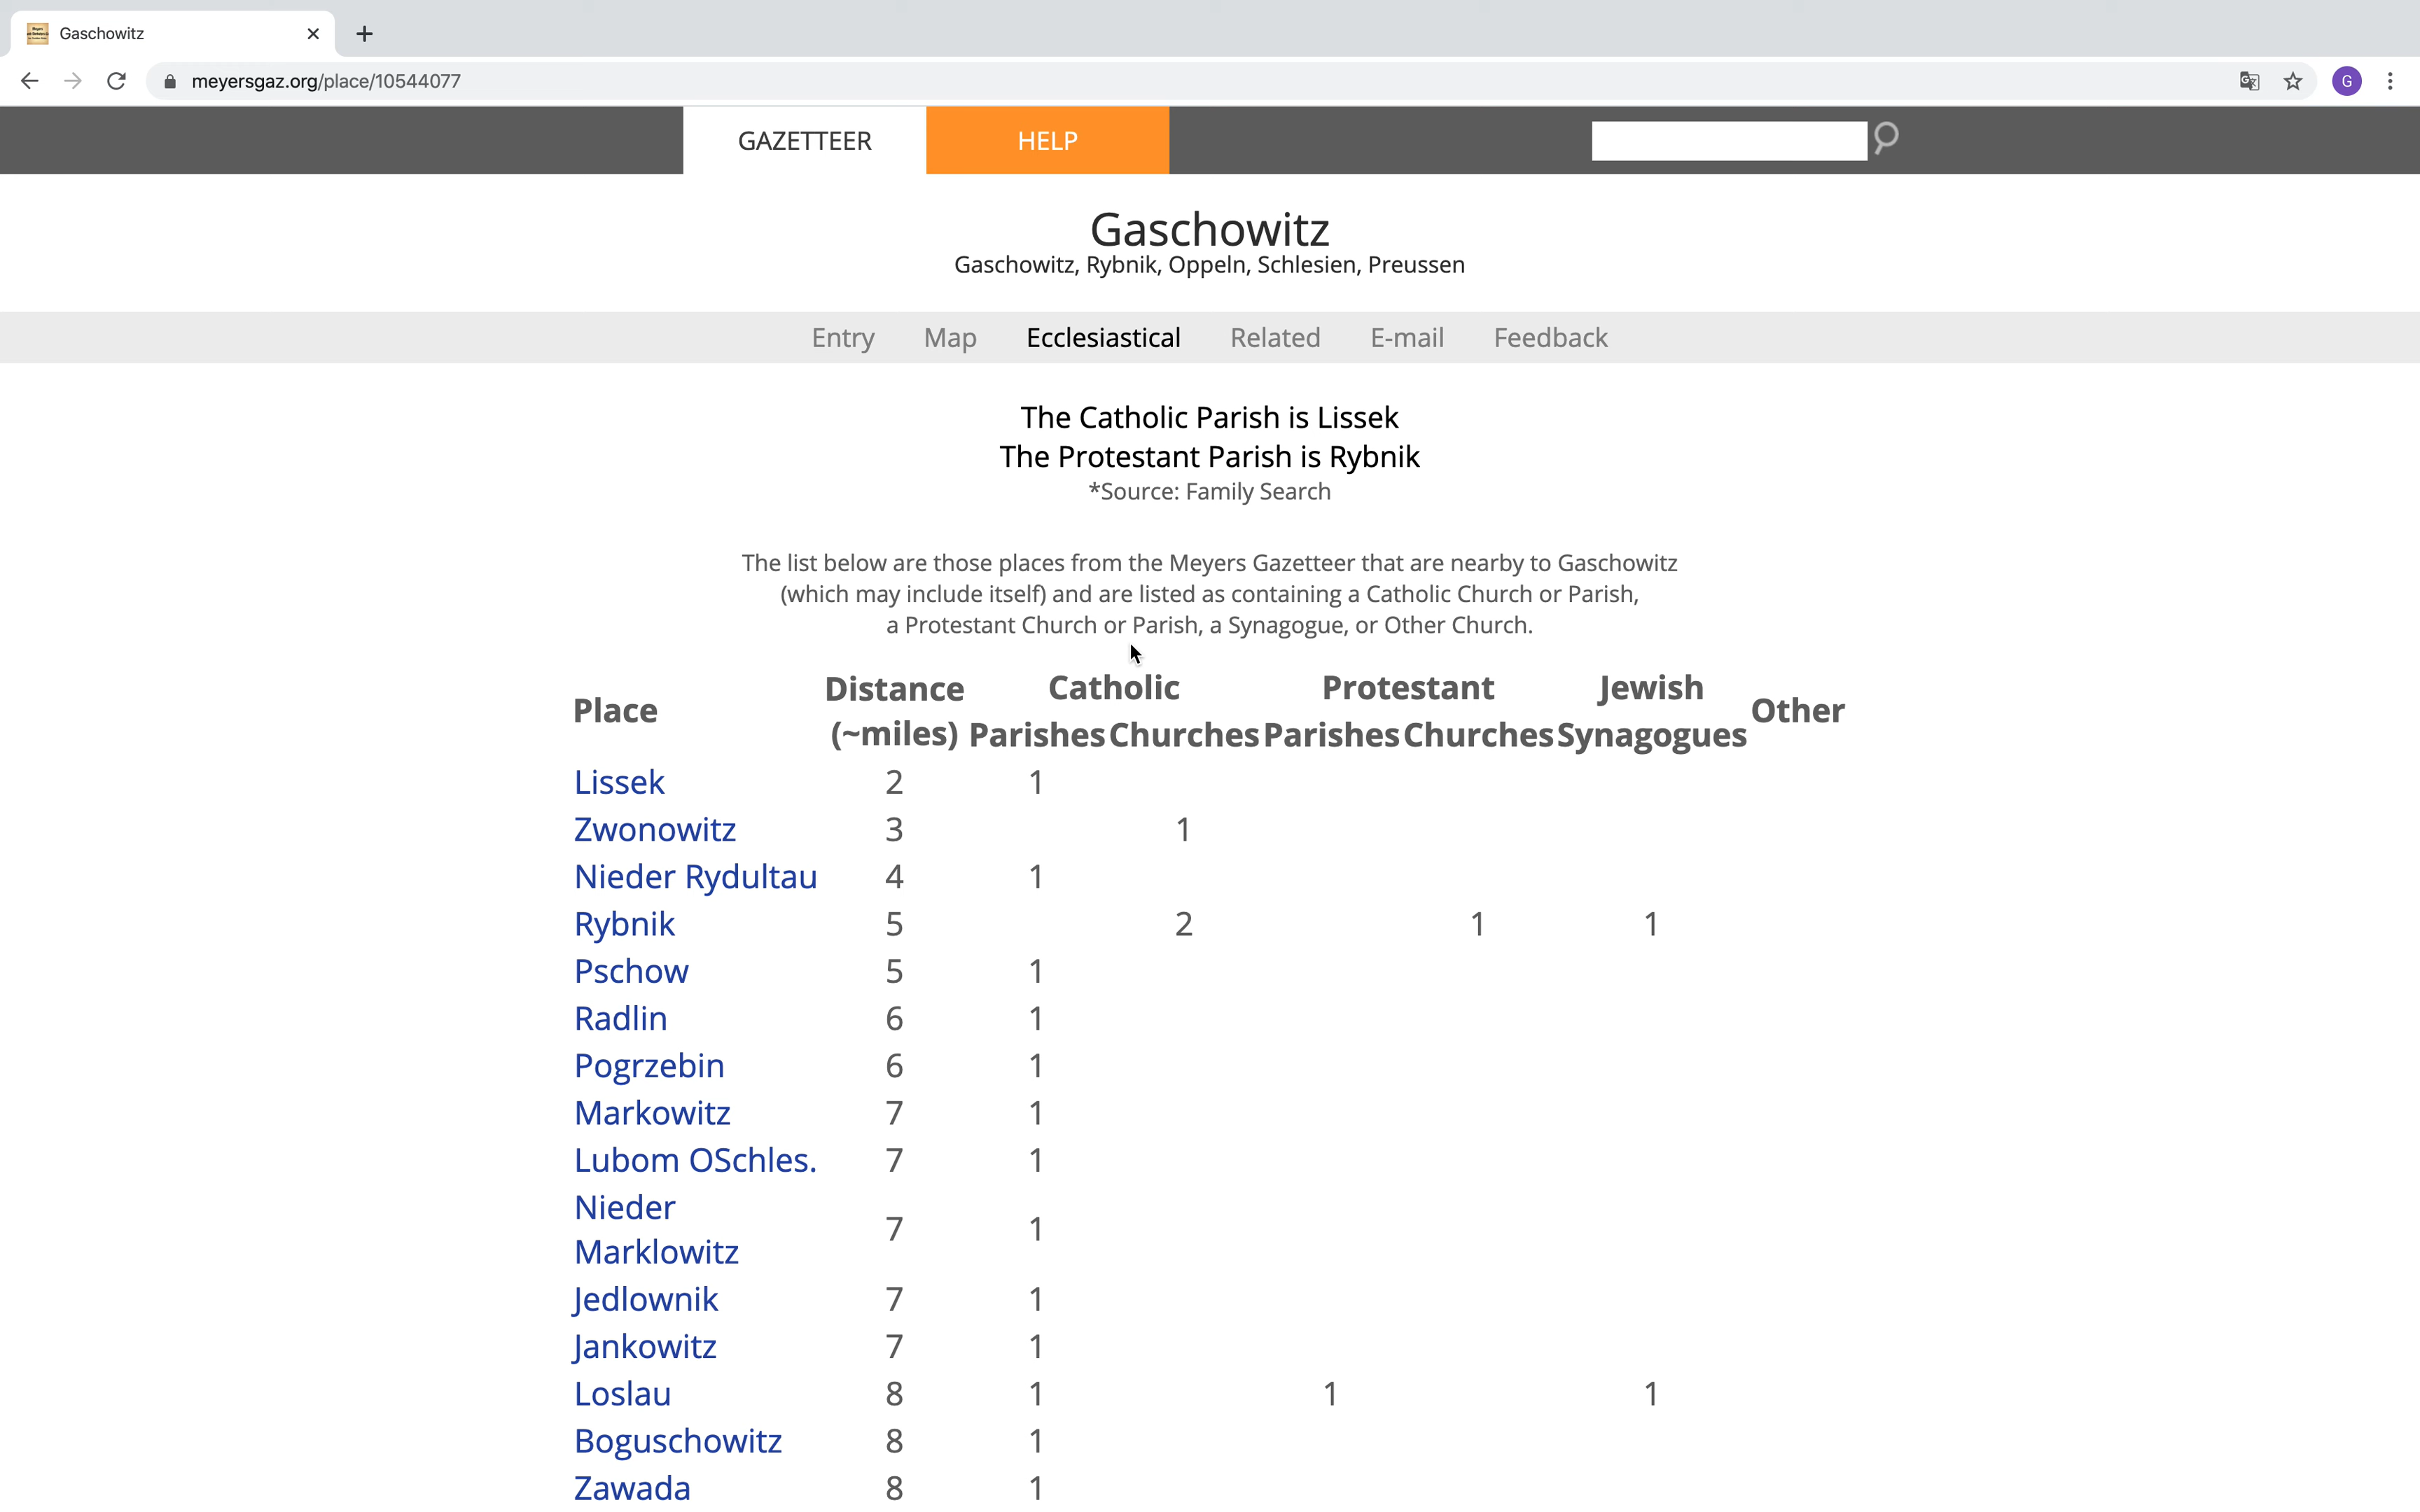 Gaschowitz
meyersgaz.org/place/10544077
G
GAZETTEER HELP
Gaschowitz
Gaschowitz, Rybnik, Oppeln, Schlesien, Preussen
Entry Map Ecclesiastical Related E-mail Feedback
The Catholic Parish is Lissek
The Protestant Parish is Rybnik
*Source: Family Search
The list below are those places from the Meyers Gazetteer that are nearby to Gaschowitz
(which may include itself) and are listed as containing a Catholic Church or Parish,
a Protestant Church or Parish, a Synagogue, or Other Church.
Place Distance Catholic Protestant Jewish Other
(~miles) Parishes Churches Parishes Churches Synagogues
Lissek 2 1
Zwonowitz 3 1
Nieder Rydultau 4 1
Rybnik 5 2 1 1
Pschow 5 1
Radlin 6 1
Pogrzebin 6 1
Markowitz 7 1
Lubom OSchles. 7 1
Nieder
Marklowitz 7 1
Jedlownik 7 1
Jankowitz 7 1
Loslau 8 1 1 1
Boguschowitz 8 1
Zawada 8 1